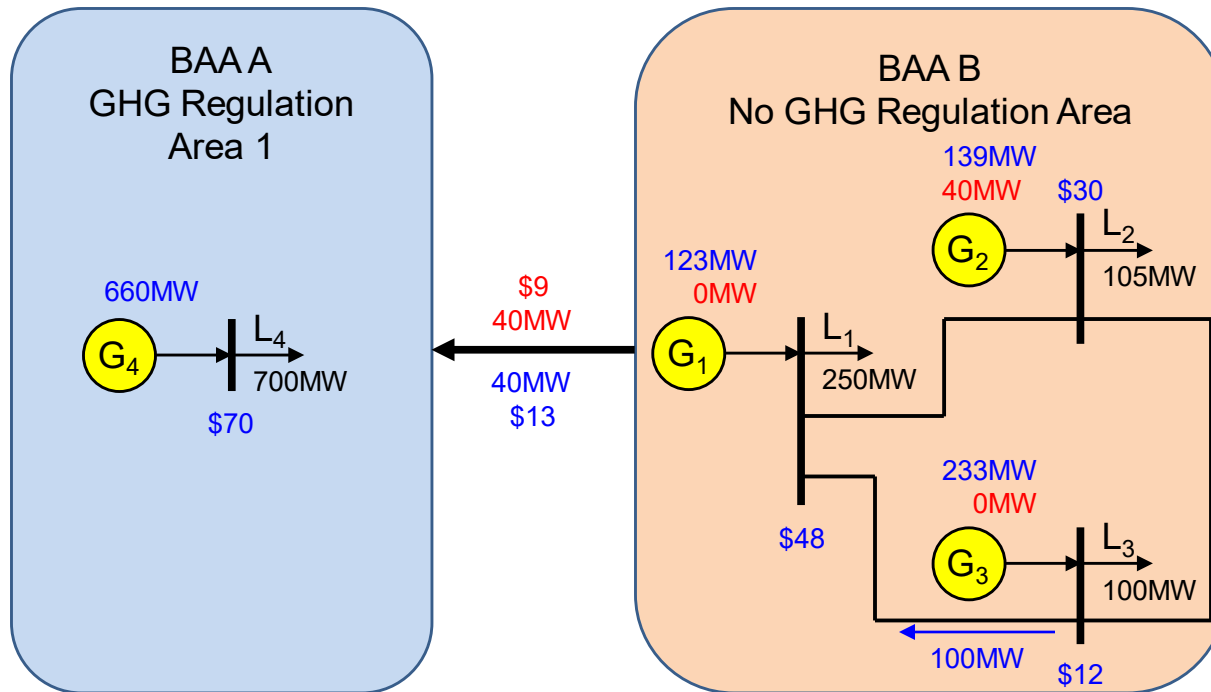 BAA A
GHG Regulation
Area 1
660MW
G4
L4
700MW
$70
$9
40MW
40MW
$13
BAA B
No GHG Regulation Area
139MW
40MW
$30
G2
L2
105MW
123MW
0MW
G1
L1
250MW
$48
233MW
0MW
G3
L3
100MW
100MW
$12